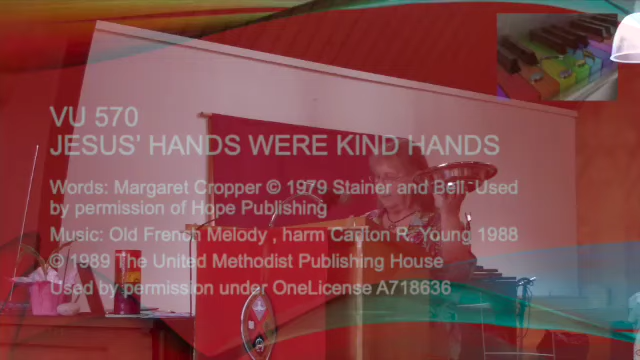 VU 570
JESUS' HANDS WERE KIND HANDS
Words: Margaret Cropper © 1979 Stainer and Bell. Used
by permission of Hope Publishing
Music: Old French Melody , harm Carlton R. Young 1988
© 1989 The United Methodist Publishing House
Used by permission under OneLicense A718636